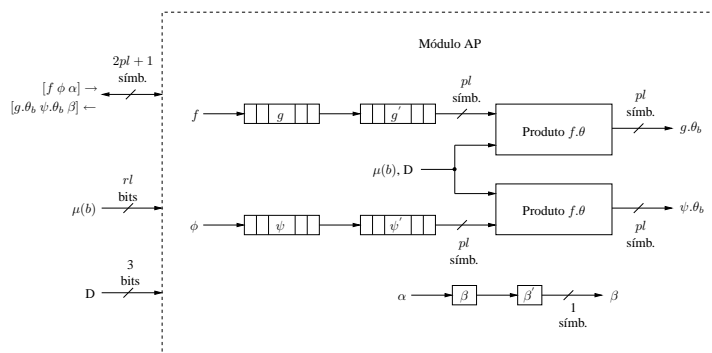 Módulo AP
2pl + 1
símb.
[f ϕ α] →
[g.θ_b ψ.θ_b β] ←
f
g
g′
pl
símb.
Produto f.θ
pl
símb.
g.θ_b
μ(b), D
rl
bits
μ(b)
ϕ
ψ
ψ′
pl
símb.
Produto f.θ
pl
símb.
ψ.θ_b
3
bits
D
α
β
β′
1
símb.
β